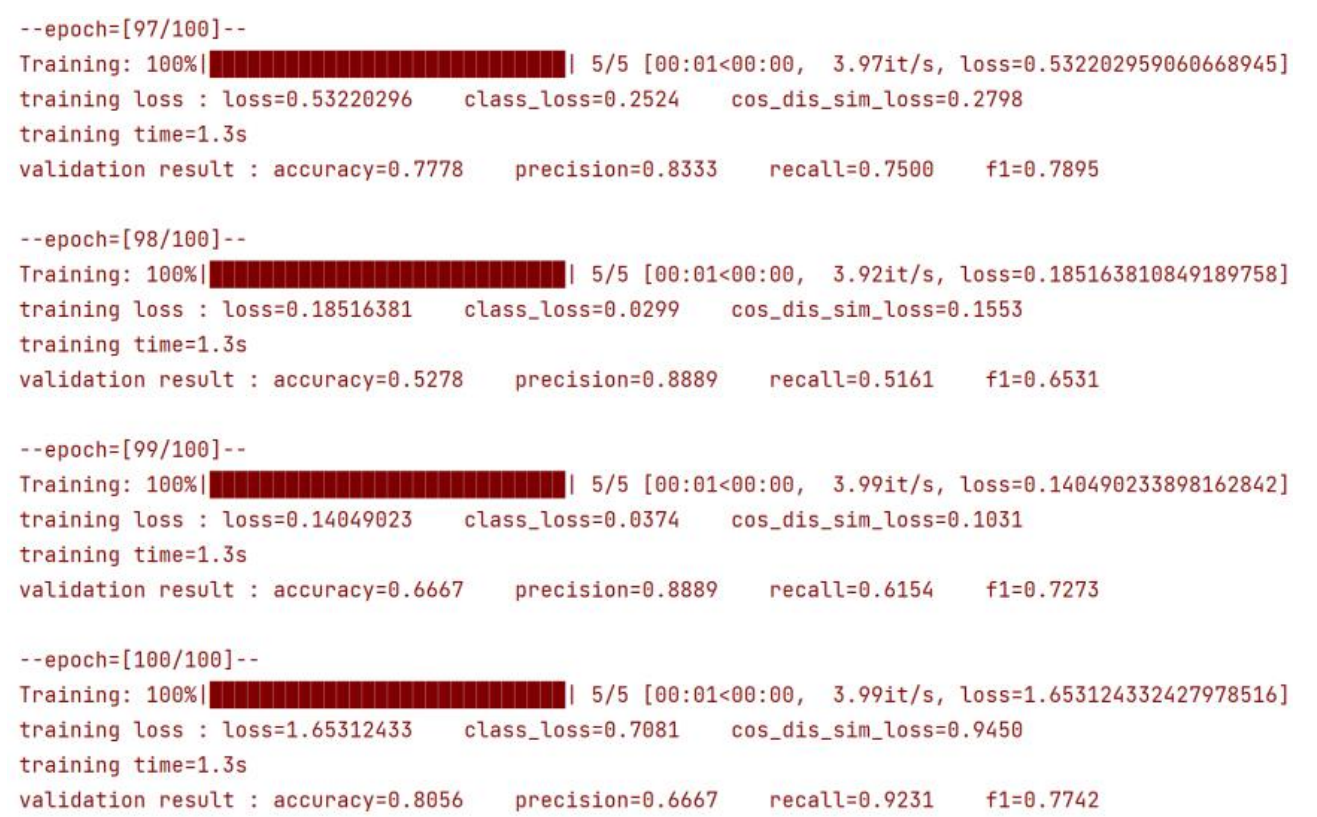 --epoch=[97/100]--
Training: 100%|██████████████████████████████| 5/5 [00:01<00:00,  3.97it/s, loss=0.532202959060668945]
training loss : loss=0.53220296    class_loss=0.2524    cos_dis_sim_loss=0.2798
training time=1.3s
validation result : accuracy=0.7778    precision=0.8333    recall=0.7500    f1=0.7895
--epoch=[98/100]--
Training: 100%|██████████████████████████████| 5/5 [00:01<00:00,  3.92it/s, loss=0.185163810849189758]
training loss : loss=0.18516381    class_loss=0.0299    cos_dis_sim_loss=0.1553
training time=1.3s
validation result : accuracy=0.5278    precision=0.8889    recall=0.5161    f1=0.6531
--epoch=[99/100]--
Training: 100%|██████████████████████████████| 5/5 [00:01<00:00,  3.99it/s, loss=0.140490233898162842]
training loss : loss=0.14049023    class_loss=0.0374    cos_dis_sim_loss=0.1031
training time=1.3s
validation result : accuracy=0.6667    precision=0.8889    recall=0.6154    f1=0.7273
--epoch=[100/100]--
Training: 100%|██████████████████████████████| 5/5 [00:01<00:00,  3.99it/s, loss=1.653124332427978516]
training loss : loss=1.65312433    class_loss=0.7081    cos_dis_sim_loss=0.9450
training time=1.3s
validation result : accuracy=0.8056    precision=0.6667    recall=0.9231    f1=0.7742